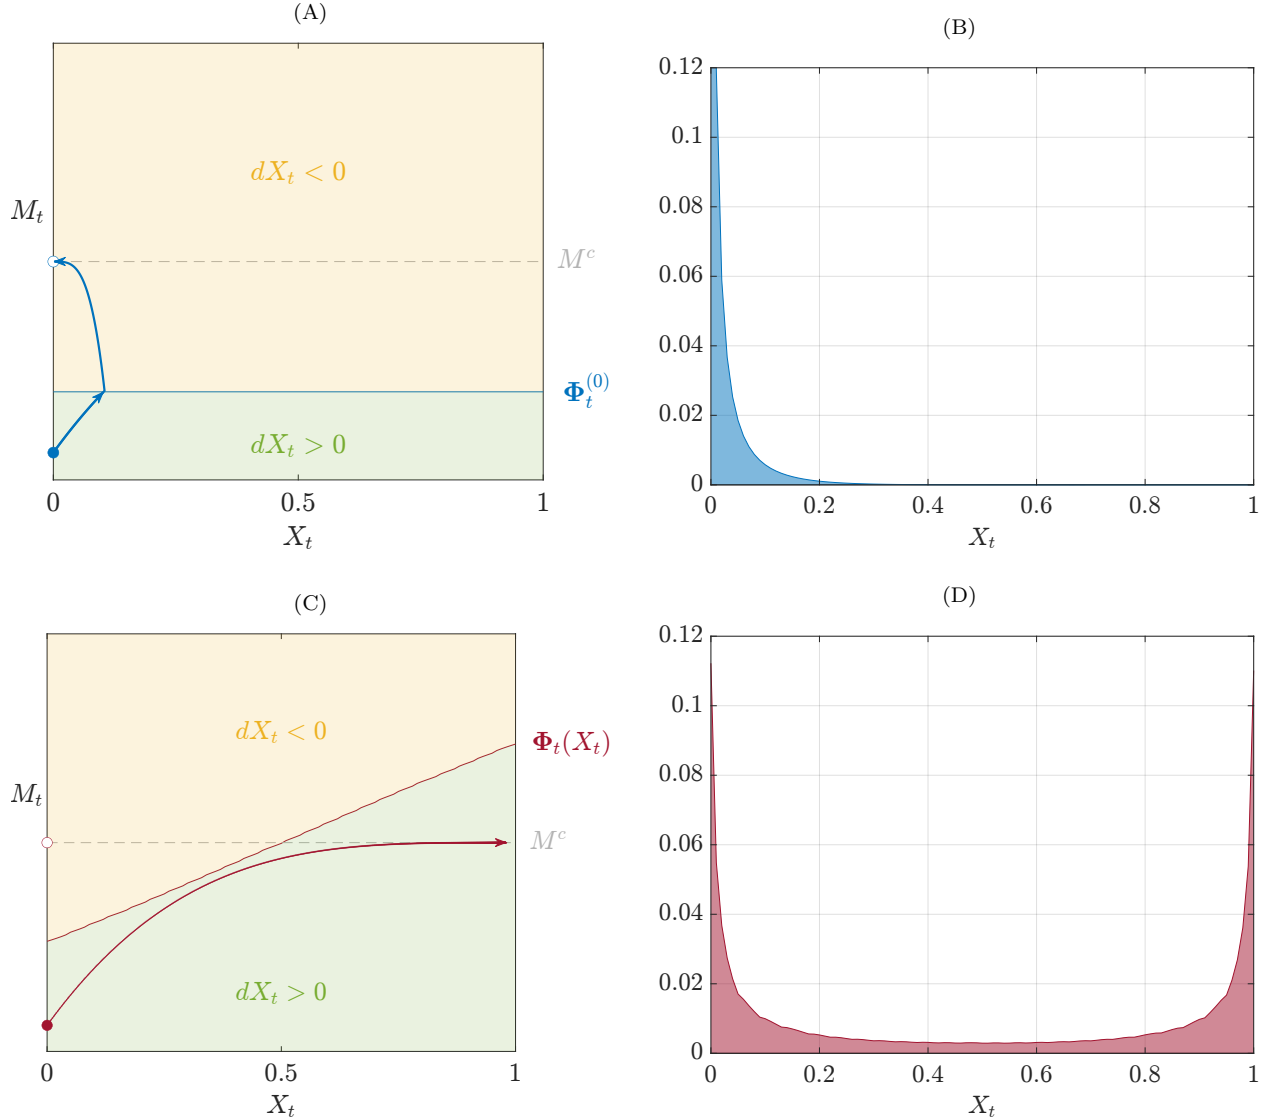 (A)
dX_t < 0
M_t
M^c
Φ_t^{(0)}
dX_t > 0
0 0.5 1
X_t
(B)
0.12
0.1
0.08
0.06
0.04
0.02
0
0 0.2 0.4 0.6 0.8 1
X_t
(C)
dX_t < 0
Φ_t(X_t)
M_t
M^c
dX_t > 0
0 0.5 1
X_t
(D)
0.12
0.1
0.08
0.06
0.04
0.02
0
0 0.2 0.4 0.6 0.8 1
X_t